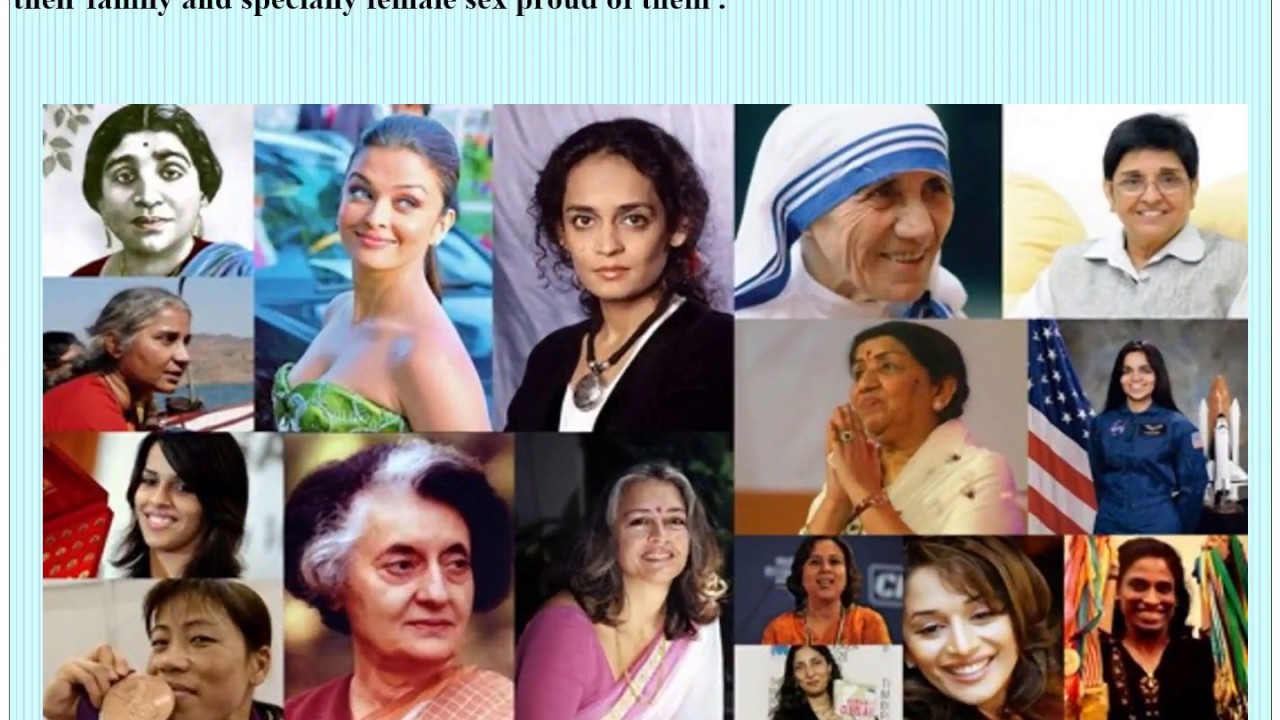 their family and specially female sex proud of them .